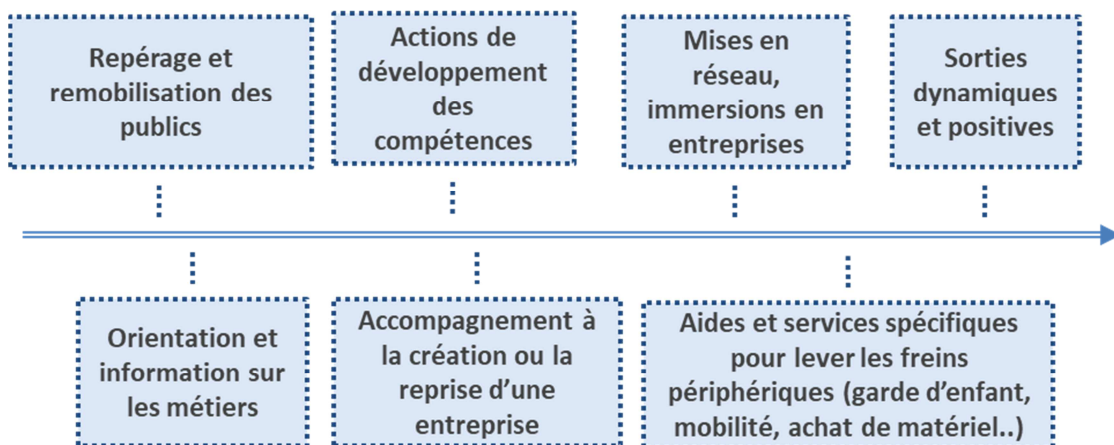 Repérage et
remobilisation des
publics
Actions de
développement
des
compétences
Mises en
réseau,
immersions en
entreprises
Sorties
dynamiques
et positives
Orientation et
information sur
les métiers
Accompagnement à
la création ou la
reprise d’une
entreprise
Aides et services spécifiques
pour lever les freins
périphériques (garde d’enfant,
mobilité, achat de matériel..)